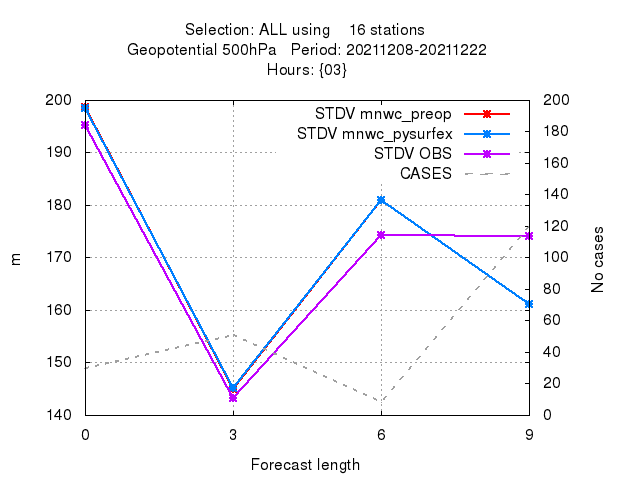 Selection: ALL using 16 stations
Geopotential 500hPa Period: 20211208-20211222
Hours: {03}
200 200
STDV mnwc_preop
180
STDV mnwc_pysurfex
190
160
STDV OBS
CASES
140
180
120
m
170
100
No cases
80
160
60
150
40
20
140 0
0 3 6 9
Forecast length